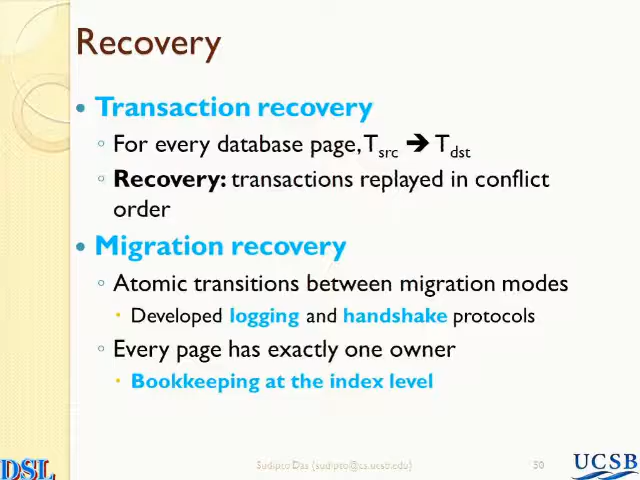 Recovery
• Transaction recovery
◦ For every database page, Tsrc ➔ Tdst
◦ Recovery: transactions replayed in conflict
order
• Migration recovery
◦ Atomic transitions between migration modes
Developed logging and handshake protocols
◦ Every page has exactly one owner
Bookkeeping at the index level
DSL
Sudipto Das {sudipto@cs.ucsb.edu}
50
UCSB